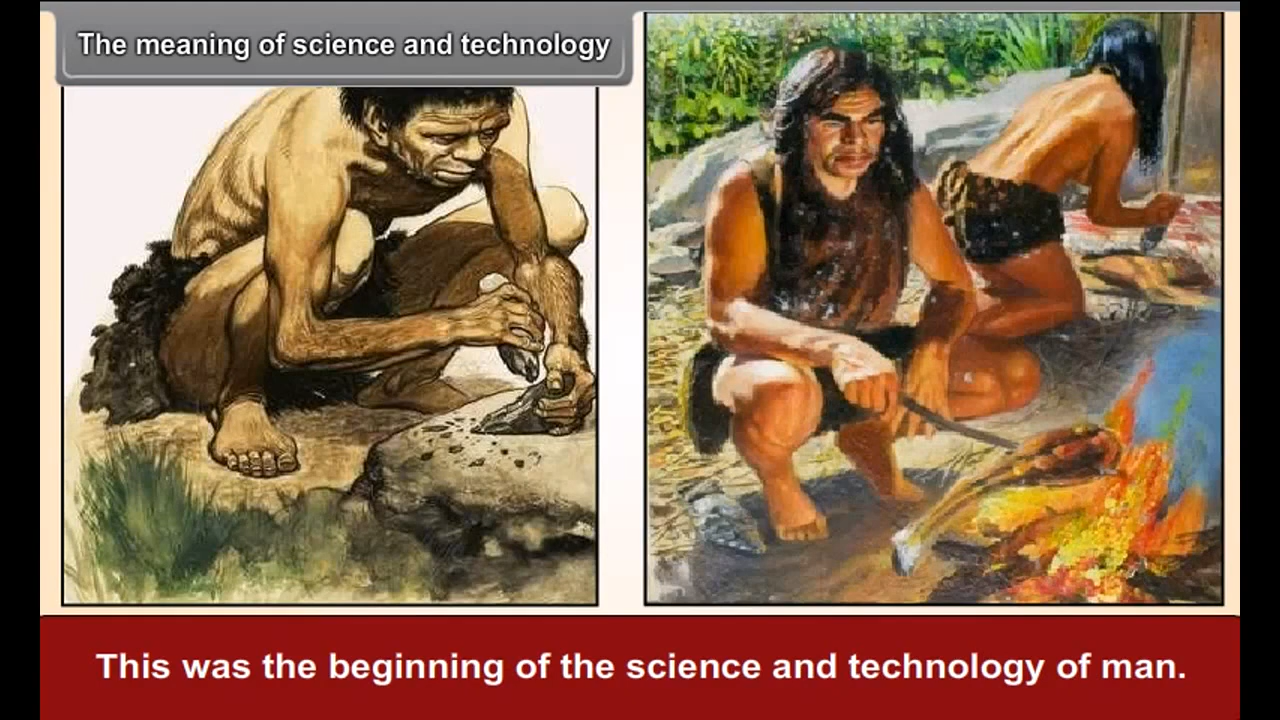 The meaning of science and technology
This was the beginning of the science and technology of man.